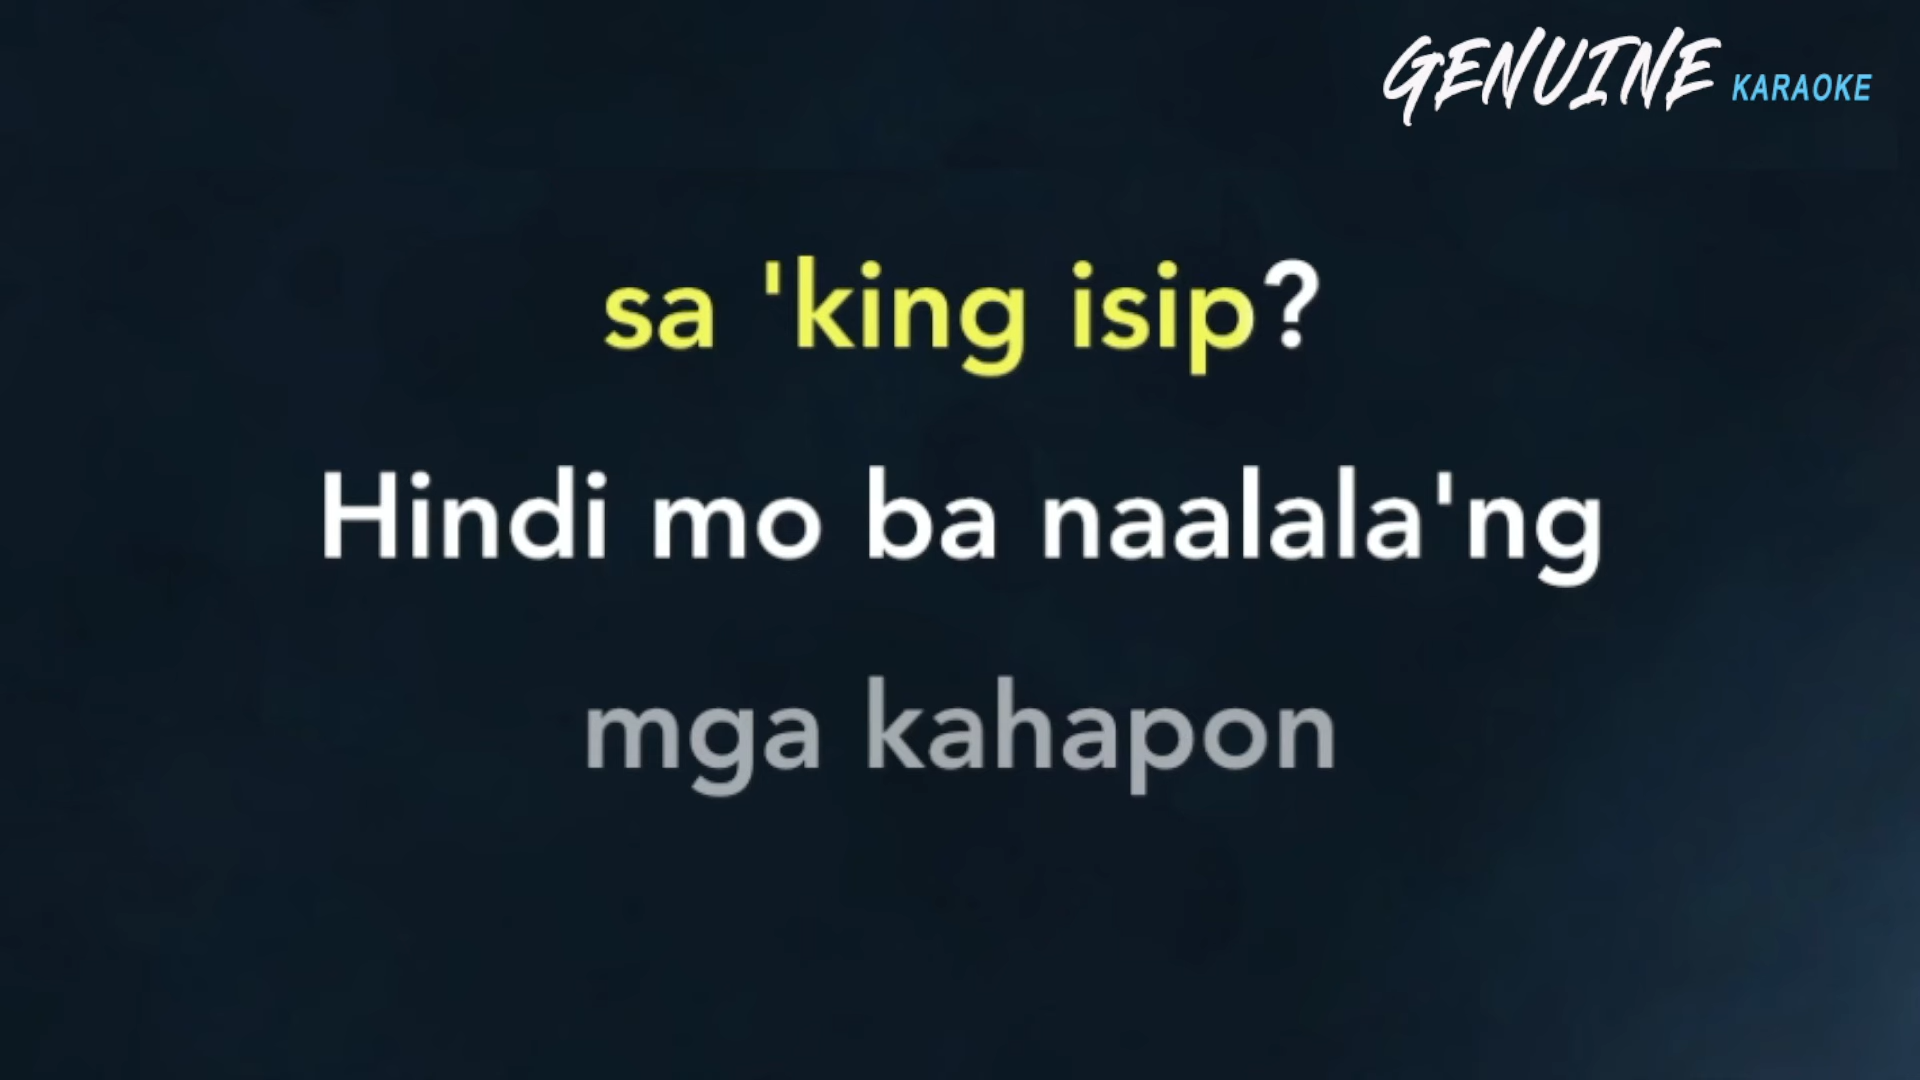 GENUINE KARAOKE
sa 'king isip?
Hindi mo ba naalala'ng
mga kahapon